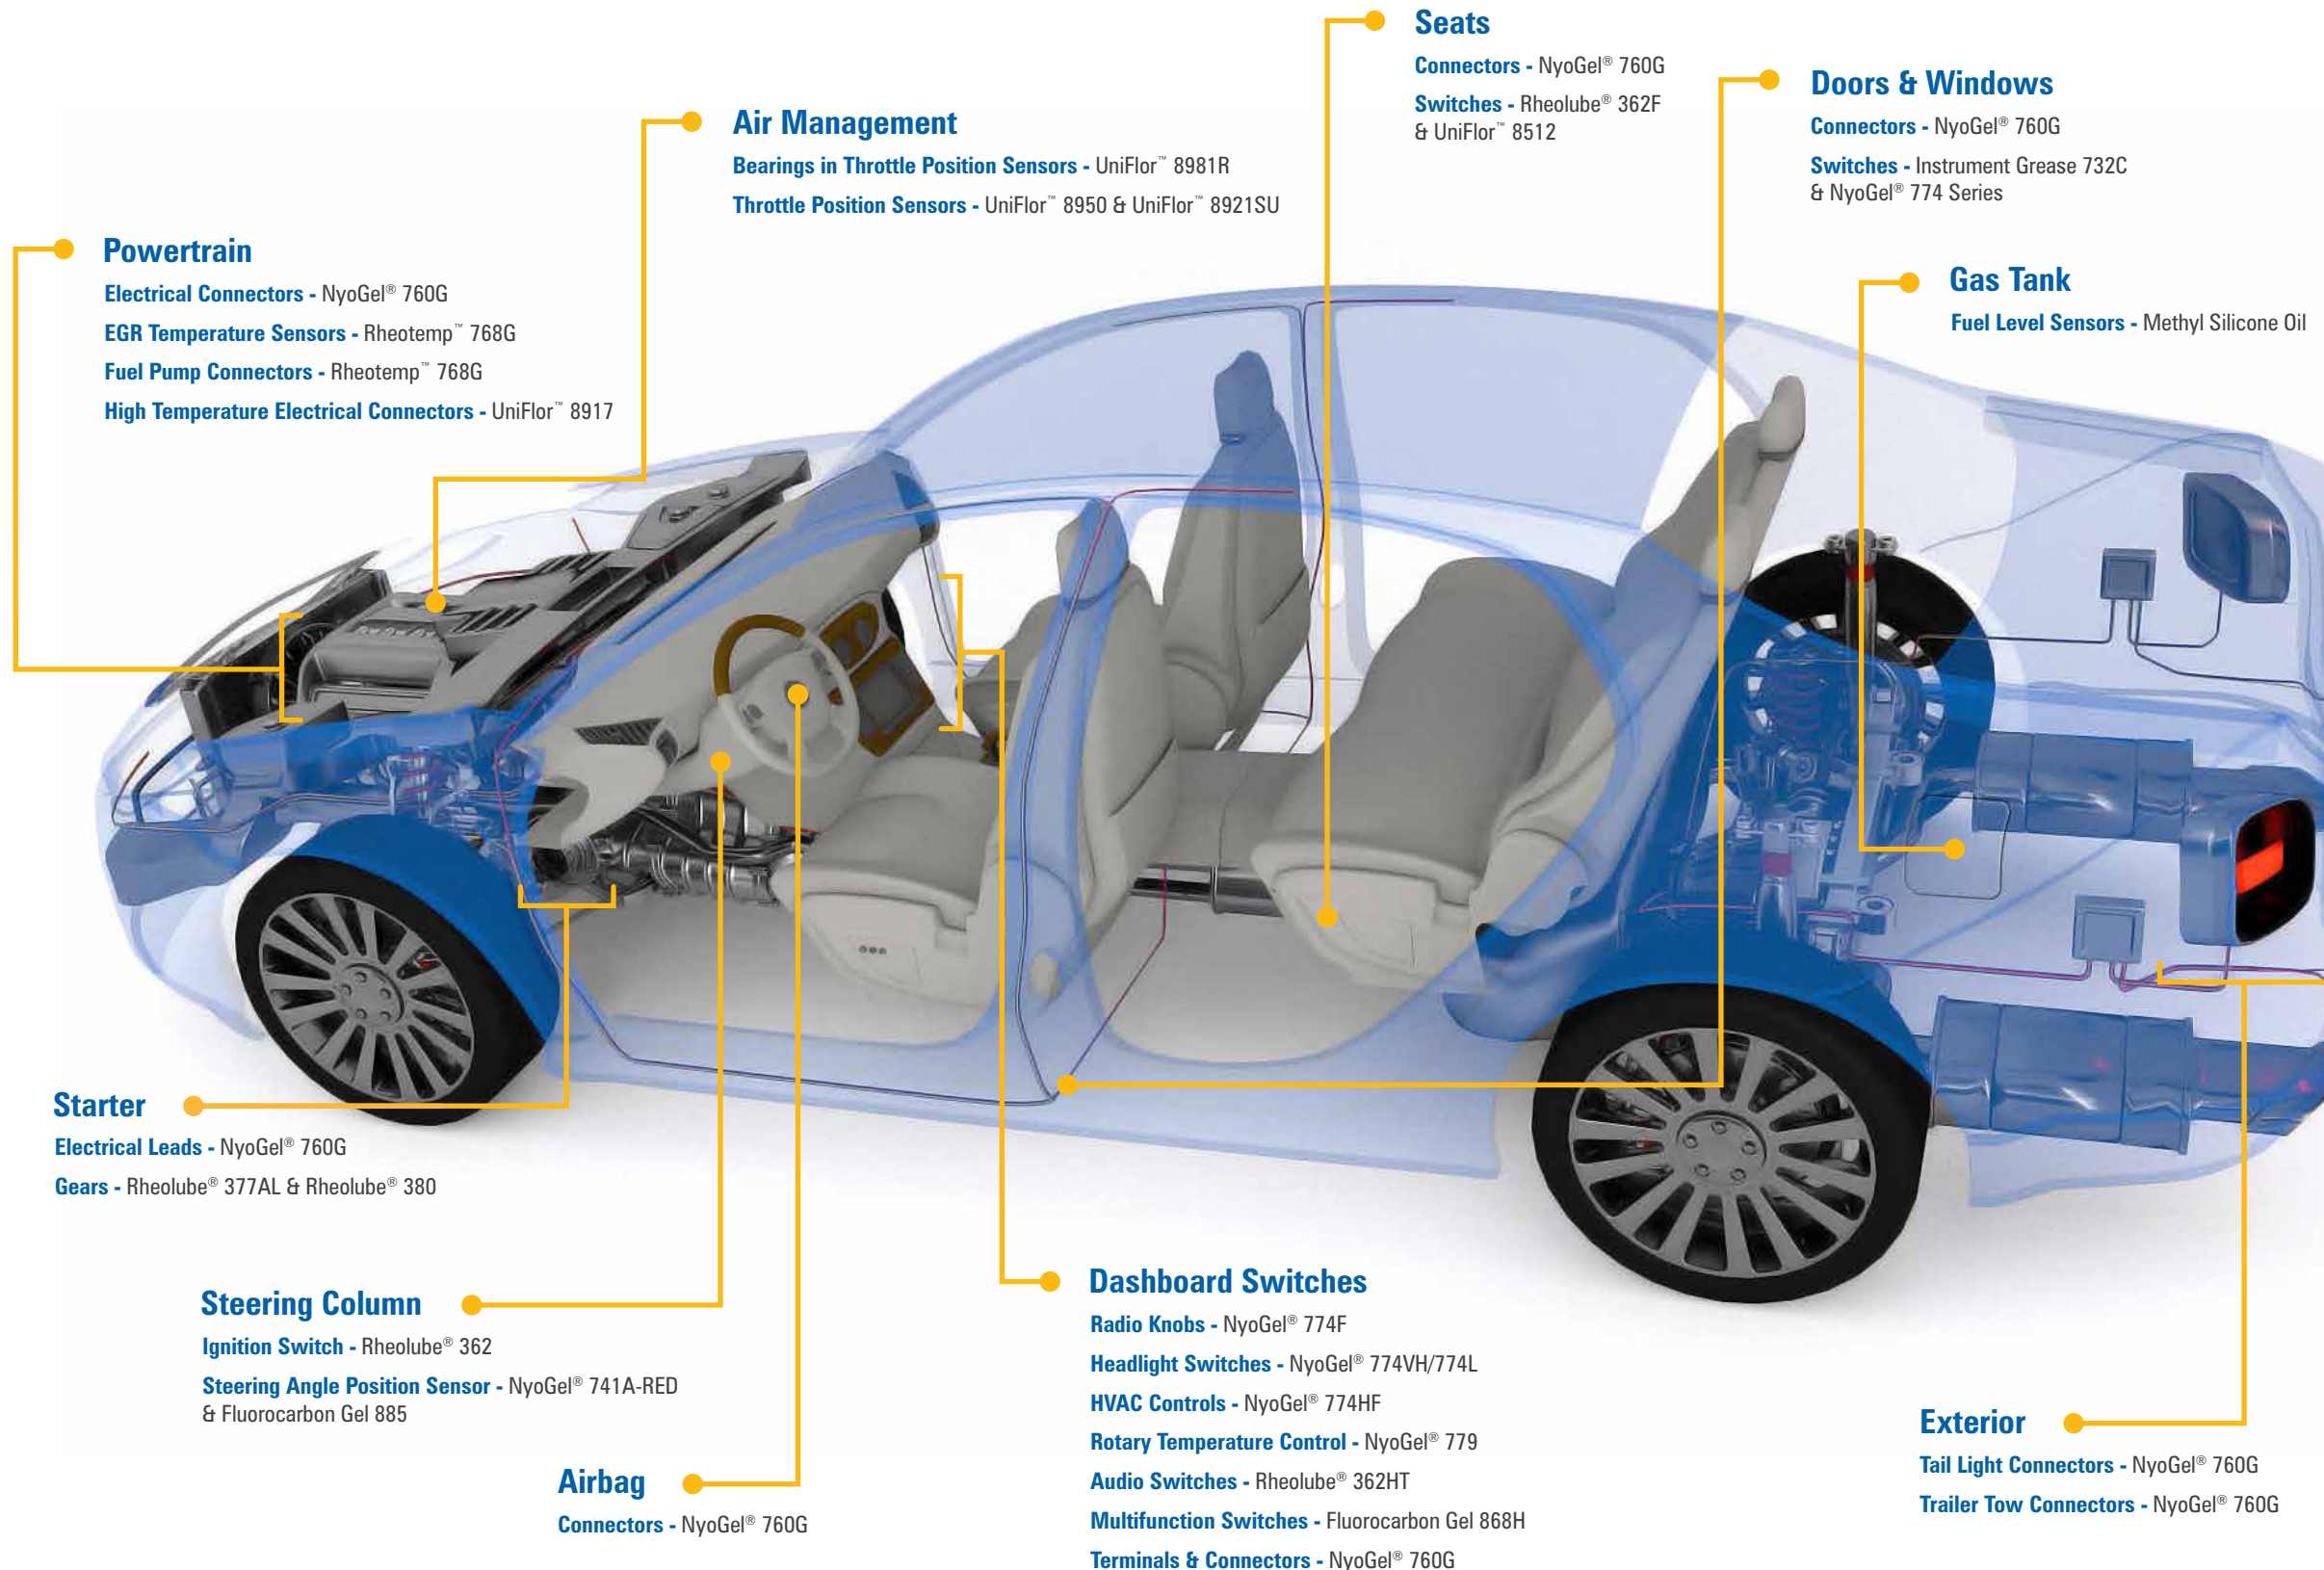 Seats
Connectors - NyoGel® 760G
Switches - Rheolube® 362F
& UniFlor™ 8512
Doors & Windows
Connectors - NyoGel® 760G
Switches - Instrument Grease 732C
& NyoGel® 774 Series
Air Management
Bearings in Throttle Position Sensors - UniFlor™ 8981R
Throttle Position Sensors - UniFlor™ 8950 & UniFlor™ 8921SU
Powertrain
Electrical Connectors - NyoGel® 760G
EGR Temperature Sensors - Rheotemp™ 768G
Fuel Pump Connectors - Rheotemp™ 768G
High Temperature Electrical Connectors - UniFlor™ 8917
Gas Tank
Fuel Level Sensors - Methyl Silicone Oil
Starter
Electrical Leads - NyoGel® 760G
Gears - Rheolube® 377AL & Rheolube® 380
Steering Column
Ignition Switch - Rheolube® 362
Steering Angle Position Sensor - NyoGel® 741A-RED
& Fluorocarbon Gel 885
Airbag
Connectors - NyoGel® 760G
Dashboard Switches
Radio Knobs - NyoGel® 774F
Headlight Switches - NyoGel® 774VH/774L
HVAC Controls - NyoGel® 774HF
Rotary Temperature Control - NyoGel® 779
Audio Switches - Rheolube® 362HT
Multifunction Switches - Fluorocarbon Gel 868H
Terminals & Connectors - NyoGel® 760G
Exterior
Tail Light Connectors - NyoGel® 760G
Trailer Tow Connectors - NyoGel® 760G